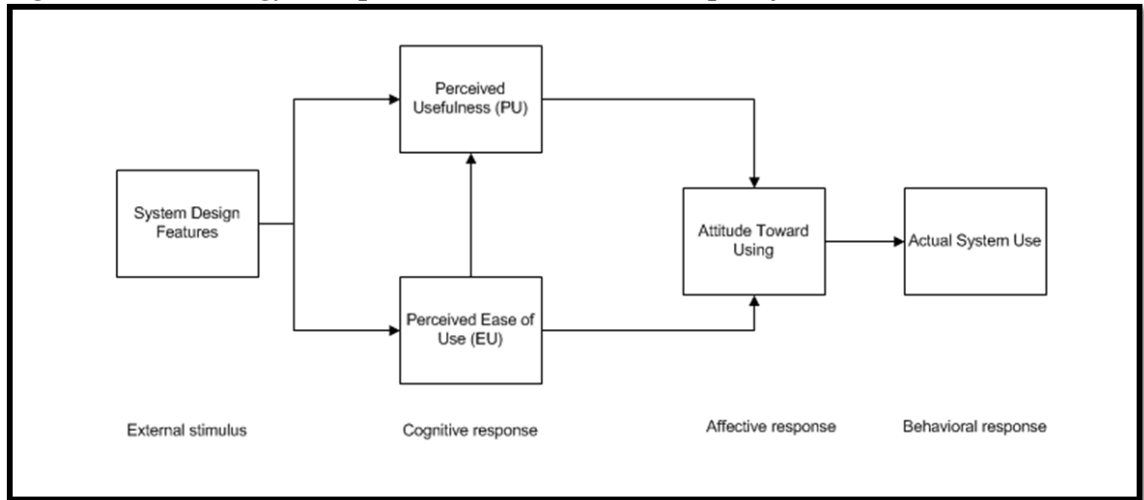 Perceived
Usefulness (PU)
System Design
Features
Attitude Toward
Using
Actual System Use
Perceived Ease of
Use (EU)
External stimulus
Cognitive response
Affective response
Behavioral response